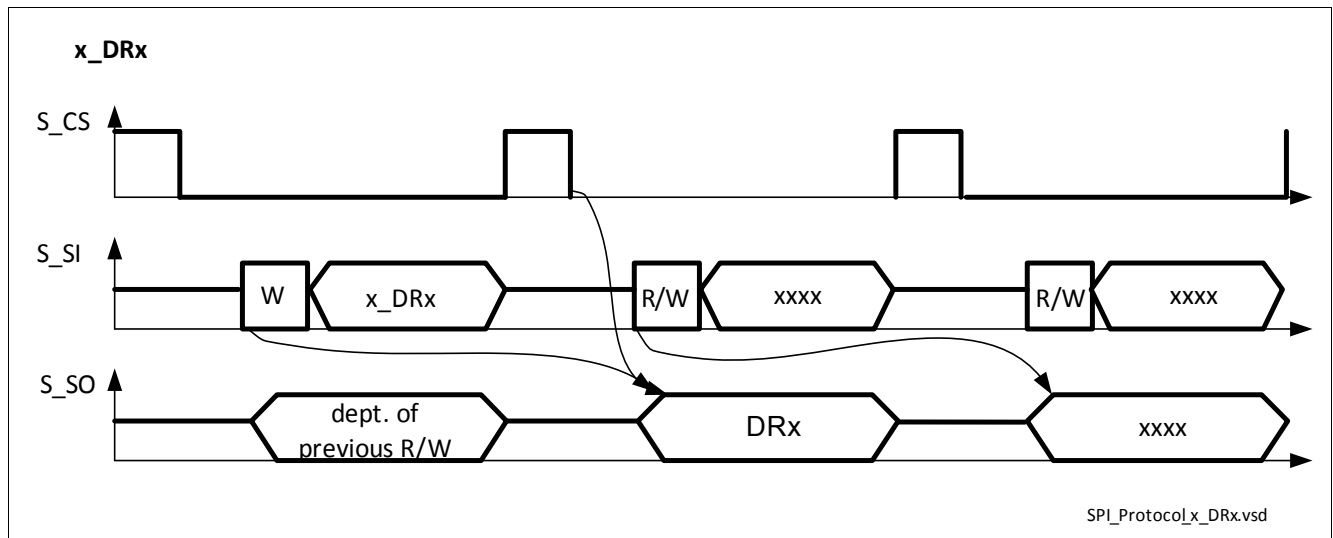 x_DRx
S_CS
S_SI
W
x_DRx
R/W
xxxx
R/W
xxxx
S_SO
dept. of
previous R/W
DRx
xxxx
SPI_Protocol_x_DRx.vsd